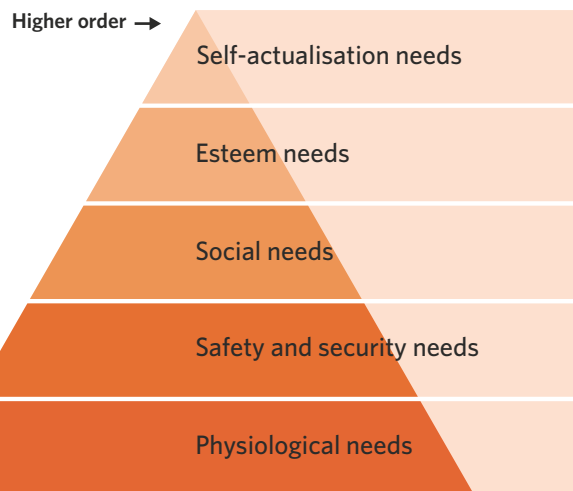 Higher order →
Self-actualisation needs
Esteem needs
Social needs
Safety and security needs
Physiological needs